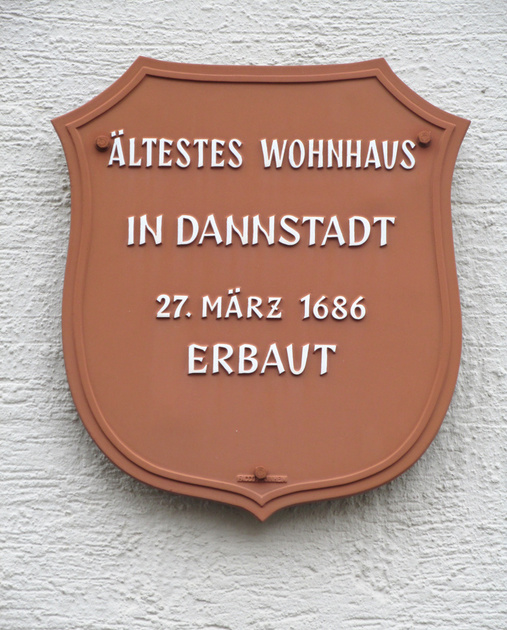 ÄLTESTES WOHNHAUS
IN DANNSTADT
27. MÄRZ 1686
ERBAUT